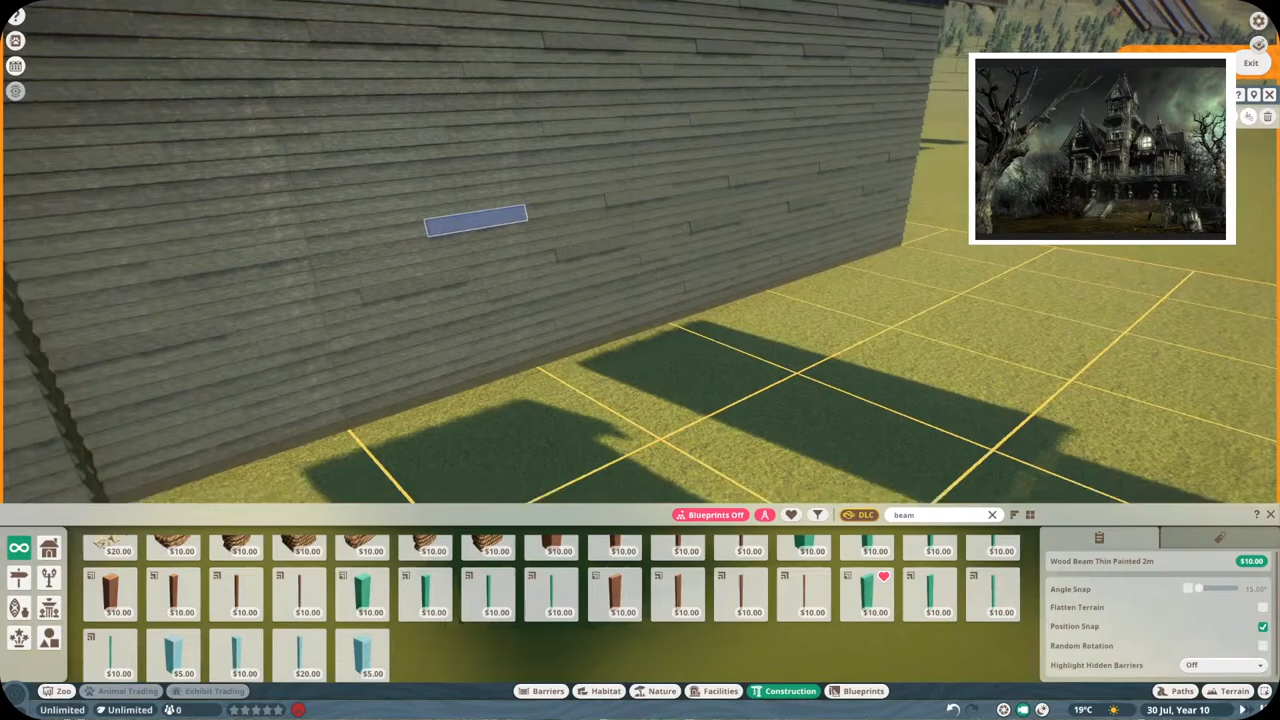 ?
Exit
?
Blueprints Off
DLC
beam
?
$20.00 $10.00 $10.00 $10.00 $10.00 $10.00 $10.00 $10.00 $10.00 $10.00 $10.00 $10.00 $10.00 $10.00 $10.00
$10.00 $10.00 $10.00 $10.00 $10.00 $10.00 $10.00 $10.00 $10.00 $10.00 $10.00 $10.00 $10.00 $10.00 $10.00
$10.00 $5.00 $10.00 $20.00 $5.00
Wood Beam Thin Painted 2m $10.00
Angle Snap 15.00°
Flatten Terrain
Position Snap
Random Rotation
Highlight Hidden Barriers Off
Zoo Animal Trading Exhibit Trading Barriers Habitat Nature Facilities Construction Blueprints Paths Terrain
Unlimited Unlimited 0 19°C 30 Jul, Year 10